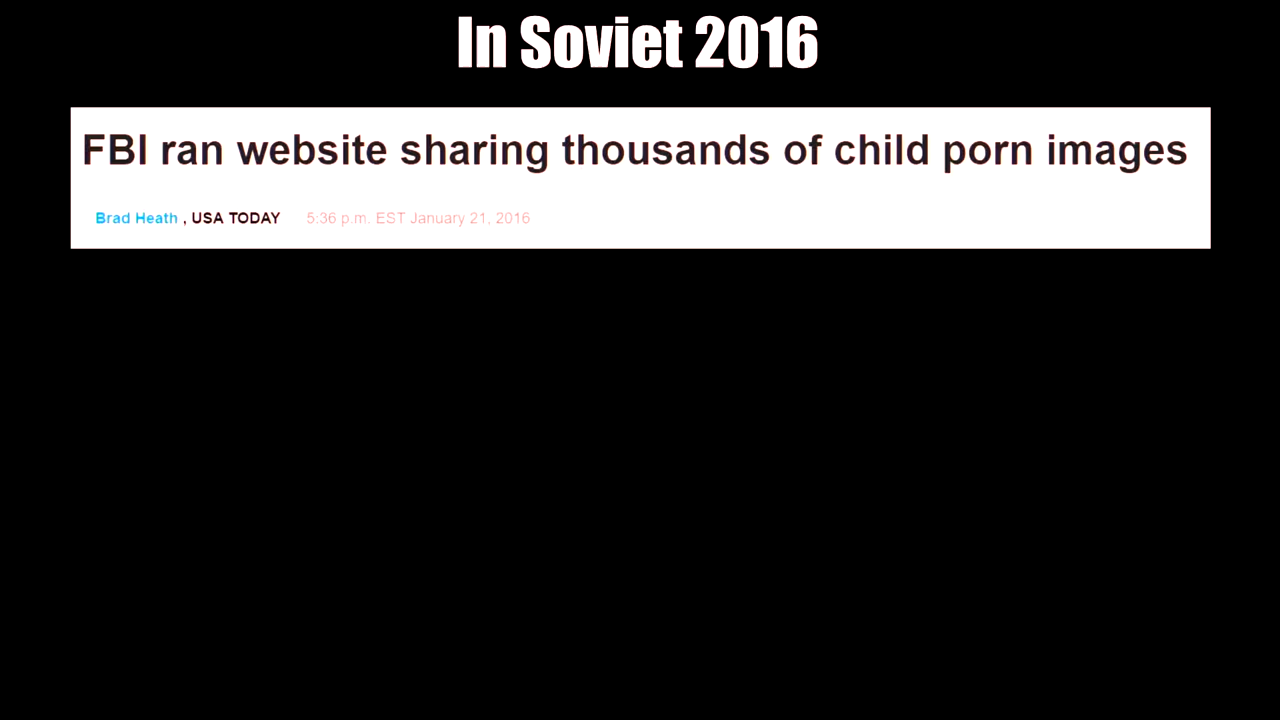 In Soviet 2016
FBI ran website sharing thousands of child porn images
Brad Heath , USA TODAY 5:36 p.m. EST January 21, 2016